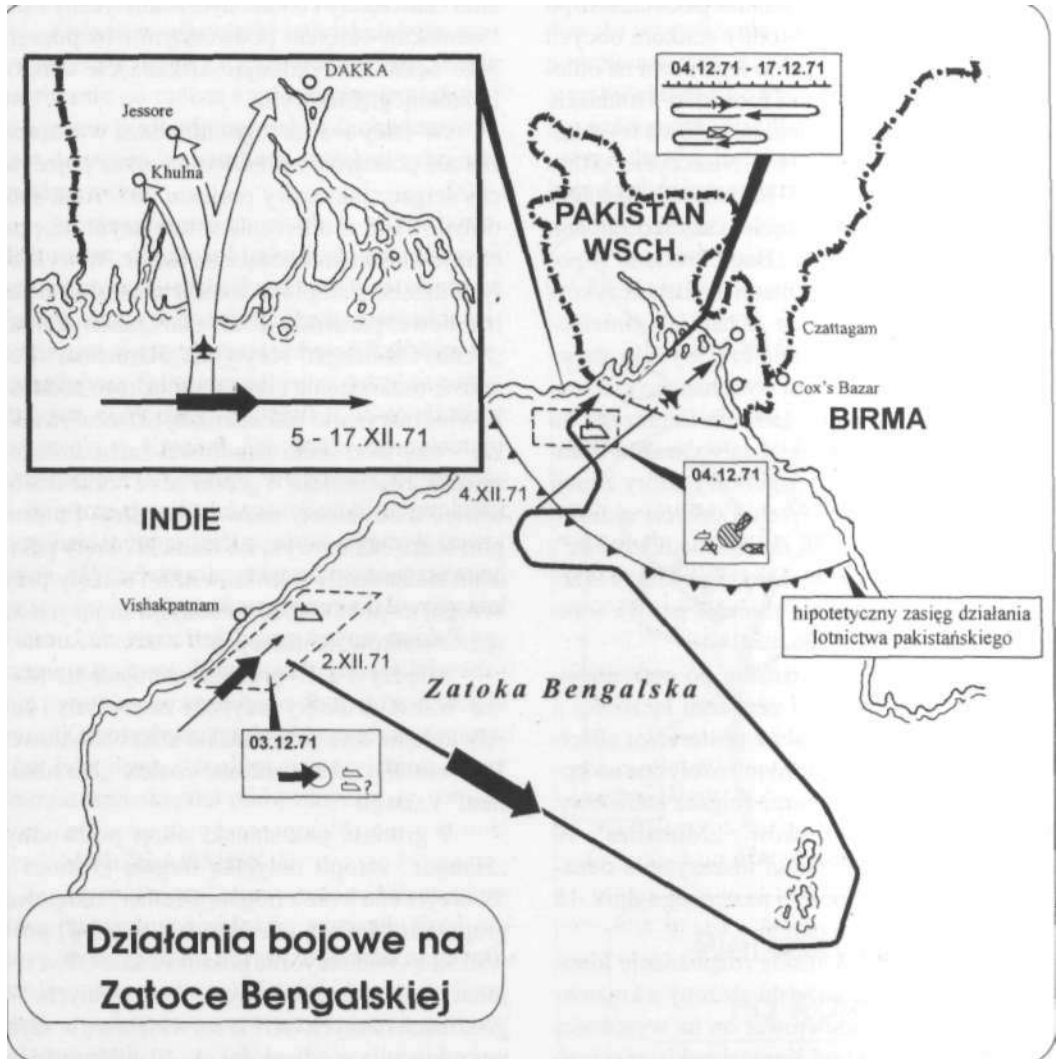 DAKKA
Jessore
Khulna
5 - 17.XII.71
04.12.71 - 17.12.71
PAKISTAN
WSCH
Czattagam
Cox's Bazar
BIRMA
04.12.71
4.XII.71
INDIE
Vishakpatnam
2.XII.71
03.12.71
Zatoka Bengalska
hipotetyczny zasięg działania
lotnictwa pakistańskiego
Działania bojowe na
Zatoce Bengalskiej